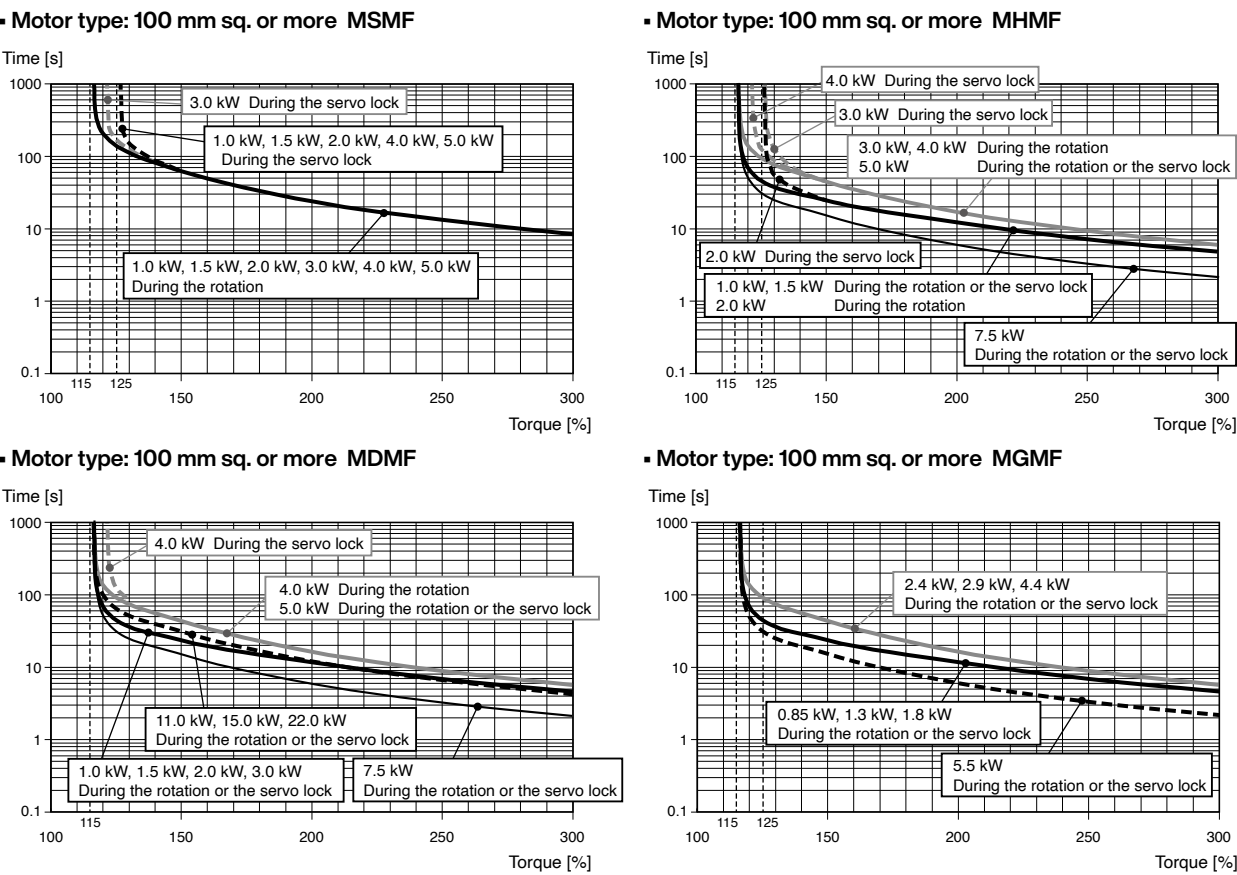 ▪ Motor type: 100 mm sq. or more MSMF
Time [s]
1000
100
10
1
0.1
3.0 kW During the servo lock
1.0 kW, 1.5 kW, 2.0 kW, 4.0 kW, 5.0 kW
During the servo lock
1.0 kW, 1.5 kW, 2.0 kW, 3.0 kW, 4.0 kW, 5.0 kW
During the rotation
115 125
100 150 200 250 300
Torque [%]
▪ Motor type: 100 mm sq. or more MHMF
Time [s]
1000
100
10
1
0.1
4.0 kW During the servo lock
3.0 kW During the servo lock
3.0 kW, 4.0 kW During the rotation
5.0 kW During the rotation or the servo lock
2.0 kW During the servo lock
1.0 kW, 1.5 kW During the rotation or the servo lock
2.0 kW During the rotation
7.5 kW
During the rotation or the servo lock
115 125
100 150 200 250 300
Torque [%]
▪ Motor type: 100 mm sq. or more MDMF
Time [s]
1000
100
10
1
0.1
4.0 kW During the servo lock
4.0 kW During the rotation
5.0 kW During the rotation or the servo lock
11.0 kW, 15.0 kW, 22.0 kW
During the rotation or the servo lock
1.0 kW, 1.5 kW, 2.0 kW, 3.0 kW
During the rotation or the servo lock
7.5 kW
During the rotation or the servo lock
115
100 150 200 250 300
Torque [%]
▪ Motor type: 100 mm sq. or more MGMF
Time [s]
1000
100
10
1
0.1
2.4 kW, 2.9 kW, 4.4 kW
During the rotation or the servo lock
0.85 kW, 1.3 kW, 1.8 kW
During the rotation or the servo lock
5.5 kW
During the rotation or the servo lock
115 125
100 150 200 250 300
Torque [%]